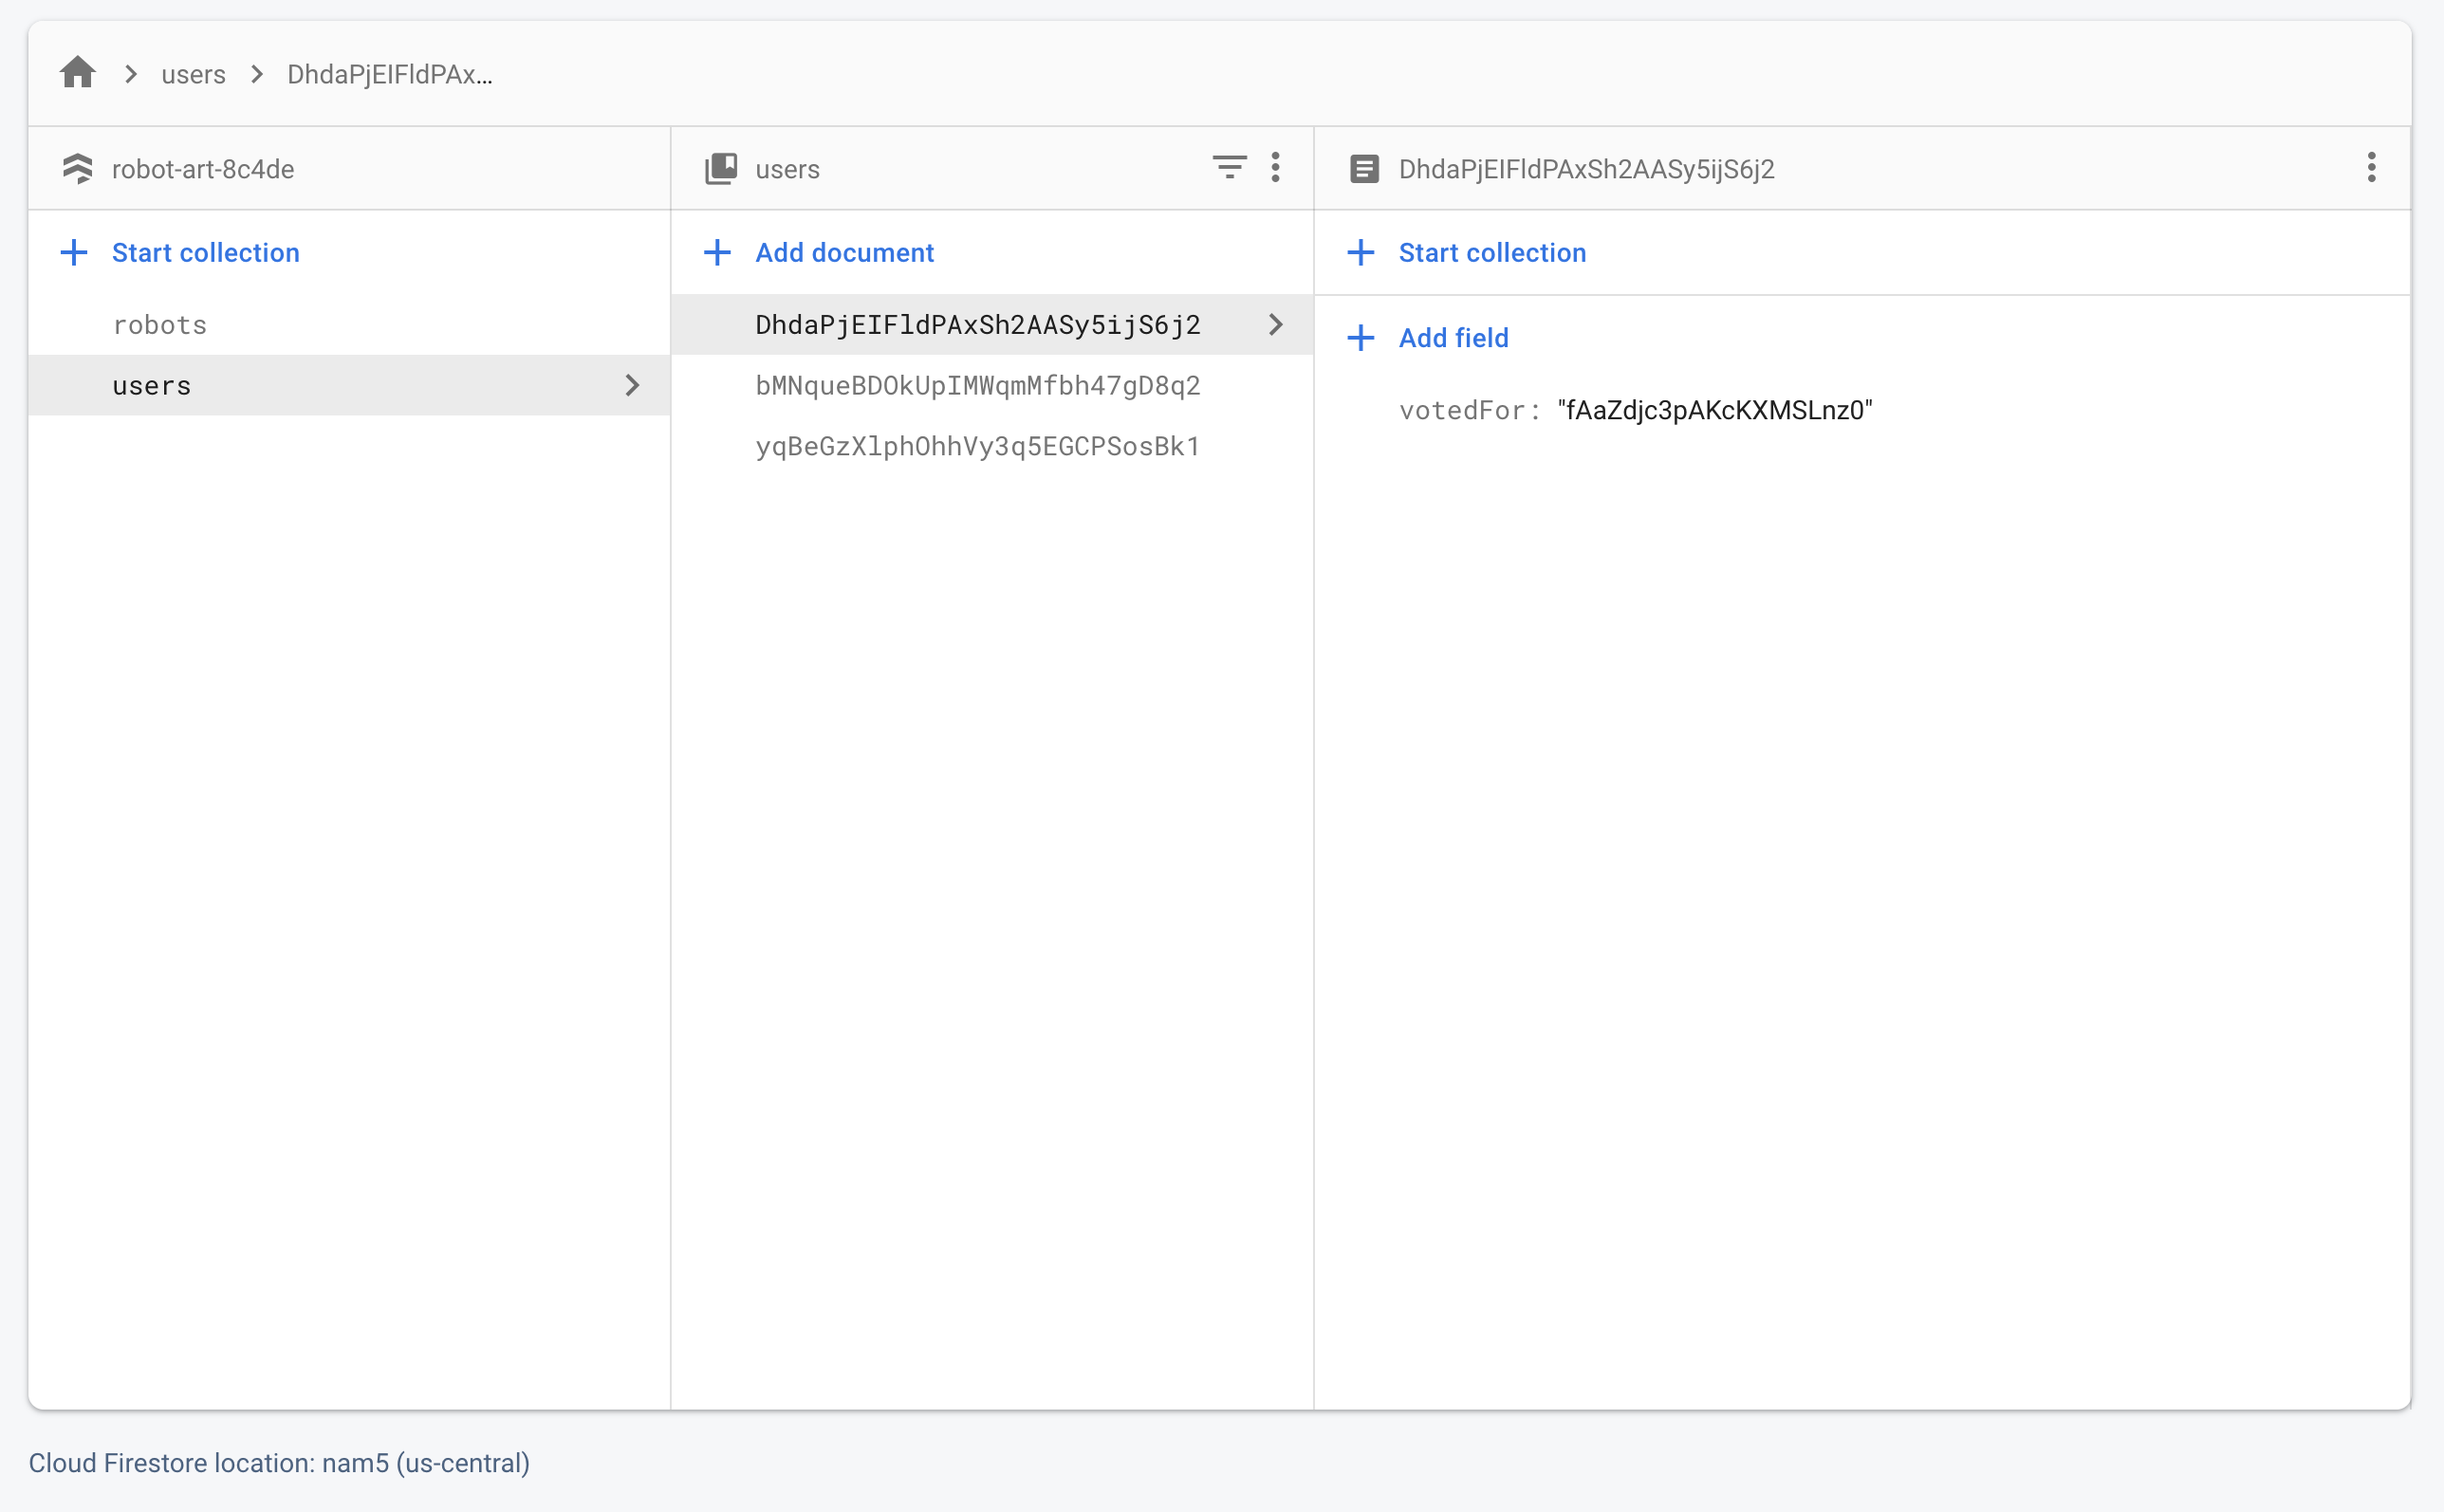 users DhdaPjEIFldPAx...
robot-art-8c4de
Start collection
robots
users
users
Add document
DhdaPjEIFldPAxSh2AASy5ijS6j2
bMNqueBDOkUpIMWqmMfbh47gD8q2
yqBeGzXlphOhhVy3q5EGCPSosBk1
DhdaPjEIFldPAxSh2AASy5ijS6j2
Start collection
Add field
votedFor: "fAaZdjc3pAKcKXMSLnz0"
Cloud Firestore location: nam5 (us-central)